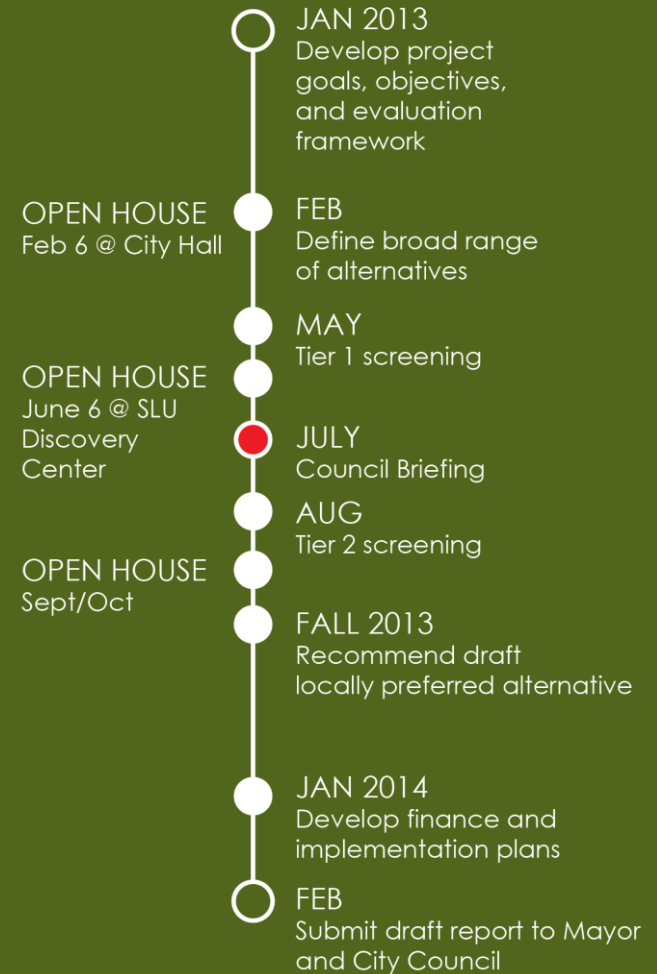 JAN 2013
Develop project
goals, objectives,
and evaluation
framework
OPEN HOUSE
Feb 6 @ City Hall
FEB
Define broad range
of alternatives
MAY
Tier 1 screening
OPEN HOUSE
June 6 @ SLU
Discovery
Center
JULY
Council Briefing
AUG
Tier 2 screening
OPEN HOUSE
Sept/Oct
FALL 2013
Recommend draft
locally preferred alternative
JAN 2014
Develop finance and
implementation plans
FEB
Submit draft report to Mayor
and City Council